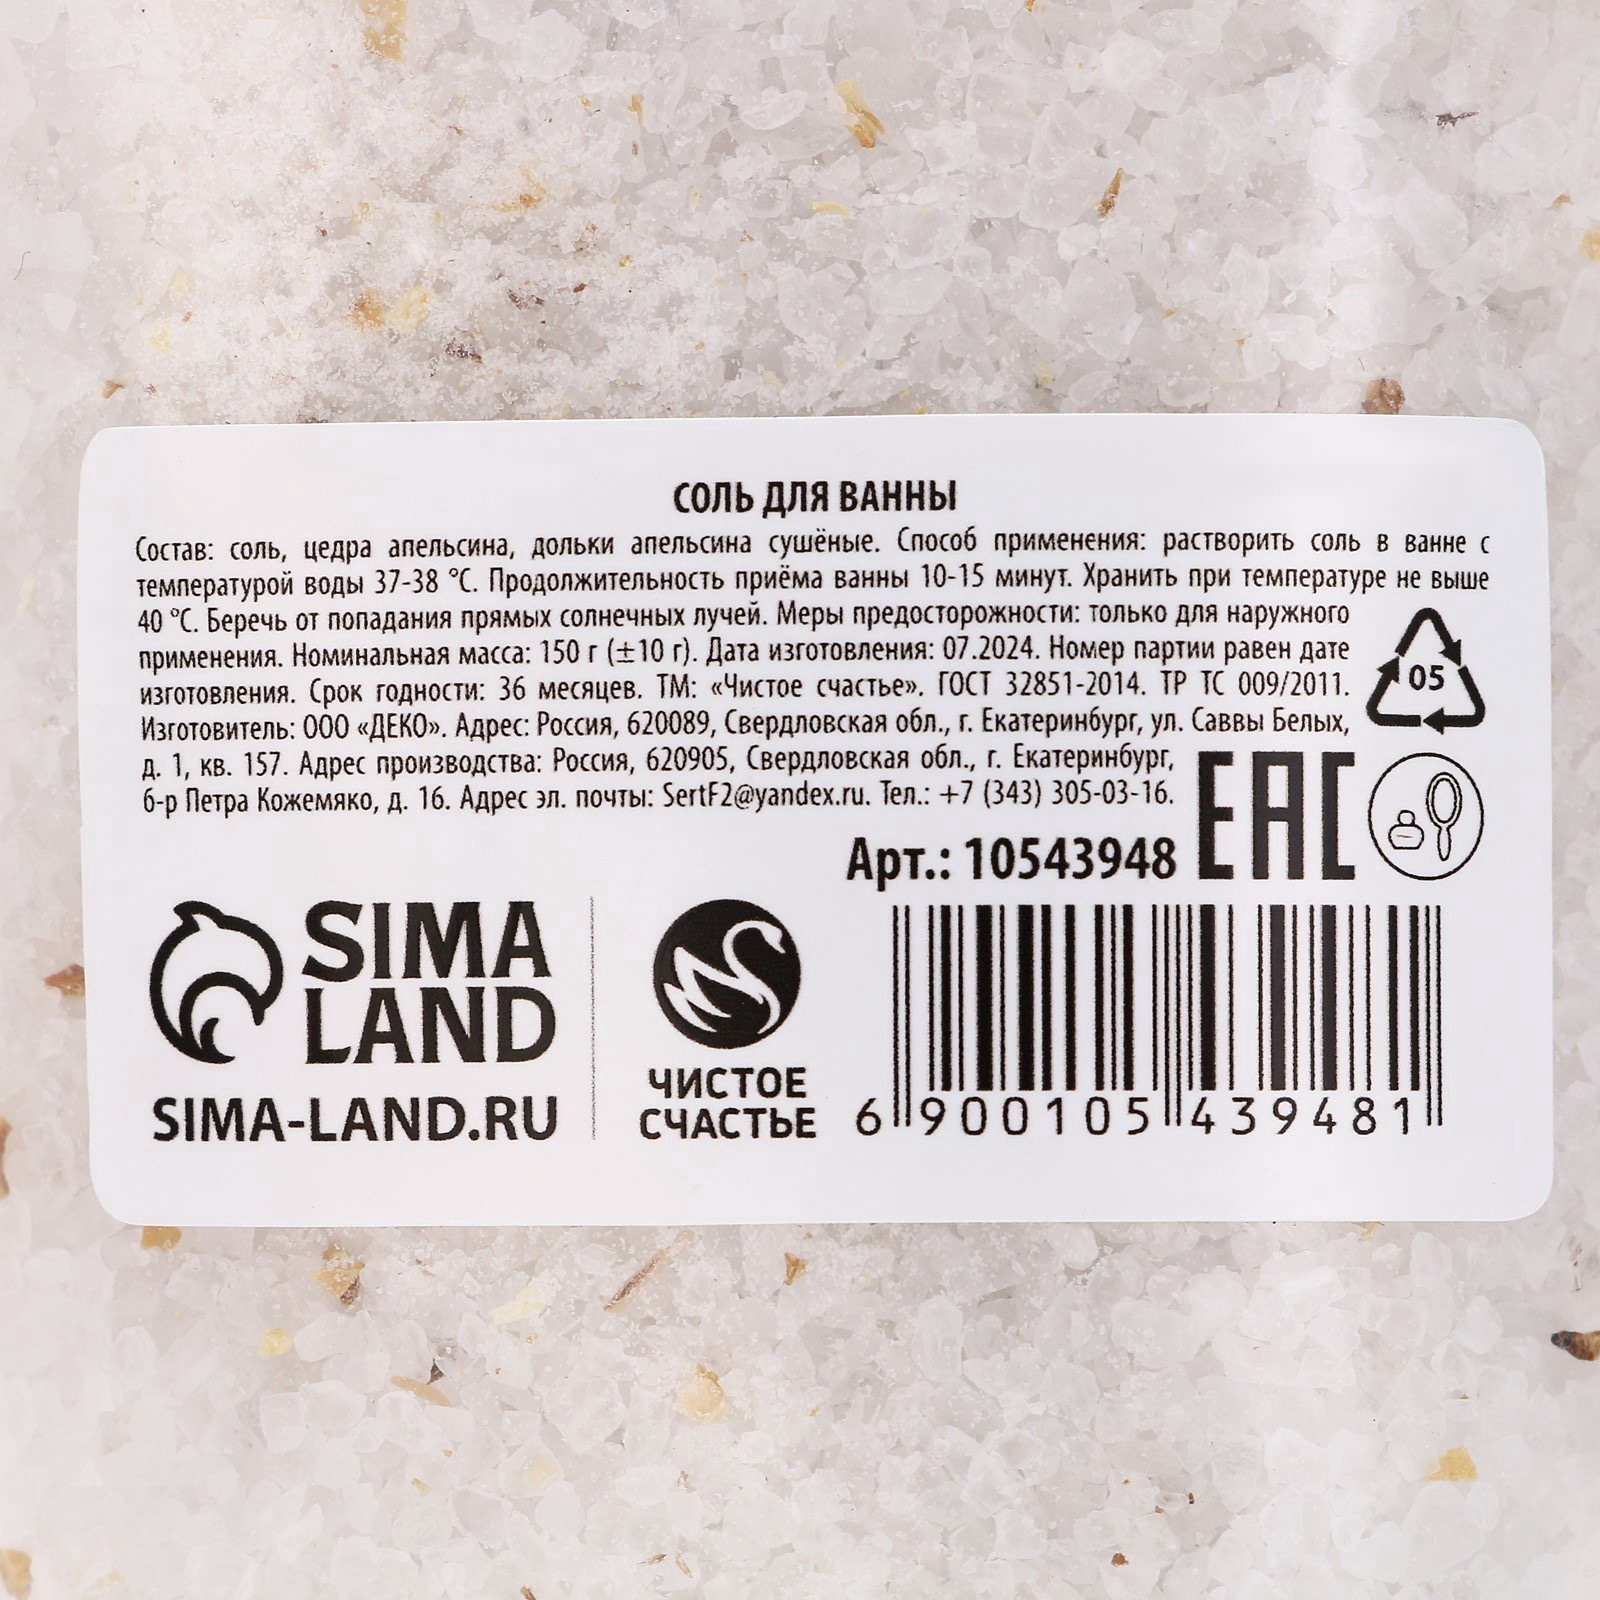 СОЛЬ ДЛЯ ВАННЫ
Состав: соль, цедра апельсина, дольки апельсина сушёные. Способ применения: растворить соль в ванне с
температурой воды 37-38 °С. Продолжительность приёма ванны 10-15 минут. Хранить при температуре не выше
40 °С. Беречь от попадания прямых солнечных лучей. Меры предосторожности: только для наружного
применения. Номинальная масса: 150 г (±10 г). Дата изготовления: 07.2024. Номер партии равен дате
изготовления. Срок годности: 36 месяцев. ТМ: «Чистое счастье». ГОСТ 32851-2014. ТР ТС 009/2011.
Изготовитель: ООО «ДЕКО». Адрес: Россия, 620089, Свердловская обл., г. Екатеринбург, ул. Саввы Белых,
д. 1, кв. 157. Адрес производства: Россия, 620905, Свердловская обл., г. Екатеринбург,
б-р Петра Кожемяко, д. 16. Адрес эл. почты: SertF2@yandex.ru. Тел.: +7 (343) 305-03-16.
05
ЕАС
Арт.: 10543948
SIMA
LAND
SIMA-LAND.RU
ЧИСТОЕ
СЧАСТЬЕ
6 900105 439481